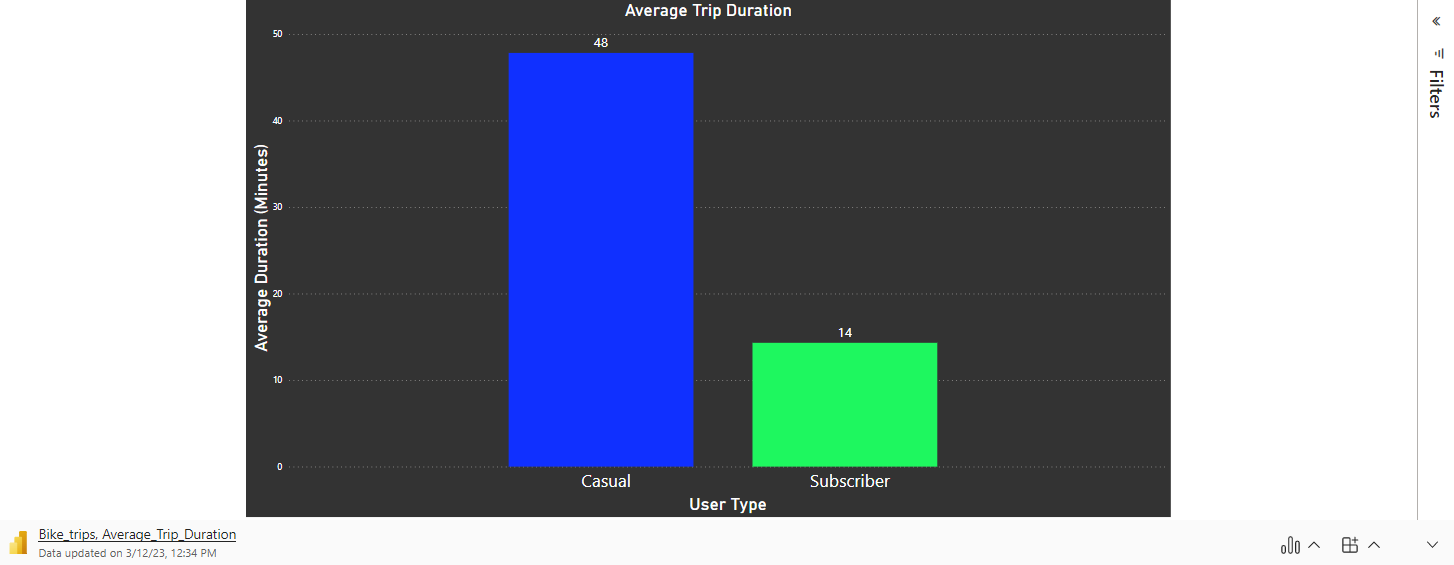 Average Trip Duration
50
48
40
30
20
14
10
0
Average Duration (Minutes)
Casual
Subscriber
User Type
Filters
Bike_trips, Average_Trip_Duration
Data updated on 3/12/23, 12:34 PM